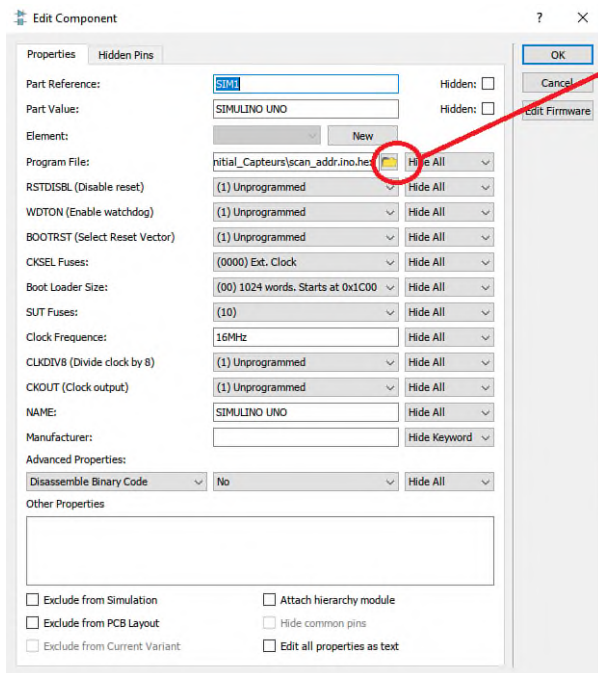 Edit Component ? ×
Properties Hidden Pins
OK
Cancel
Edit Firmware
Part Reference: SIM1 Hidden:
Part Value: SIMULINO UNO Hidden:
Element: New
Program File: nitial_Capteurs\scan_addr.ino.hex Hide All
RSTDISBL (Disable reset) (1) Unprogrammed Hide All
WDTON (Enable watchdog) (1) Unprogrammed Hide All
BOOTRST (Select Reset Vector) (1) Unprogrammed Hide All
CKSEL Fuses: (0000) Ext. Clock Hide All
Boot Loader Size: (00) 1024 words. Starts at 0x1C00 Hide All
SUT Fuses: (10) Hide All
Clock Frequence: 16MHz Hide All
CLKDIV8 (Divide clock by 8) (1) Unprogrammed Hide All
CKOUT (Clock output) (1) Unprogrammed Hide All
NAME: SIMULINO UNO Hide All
Manufacturer: Hide Keyword
Advanced Properties:
Disassemble Binary Code No Hide All
Other Properties
Exclude from Simulation Attach hierarchy module
Exclude from PCB Layout Hide common pins
Exclude from Current Variant Edit all properties as text